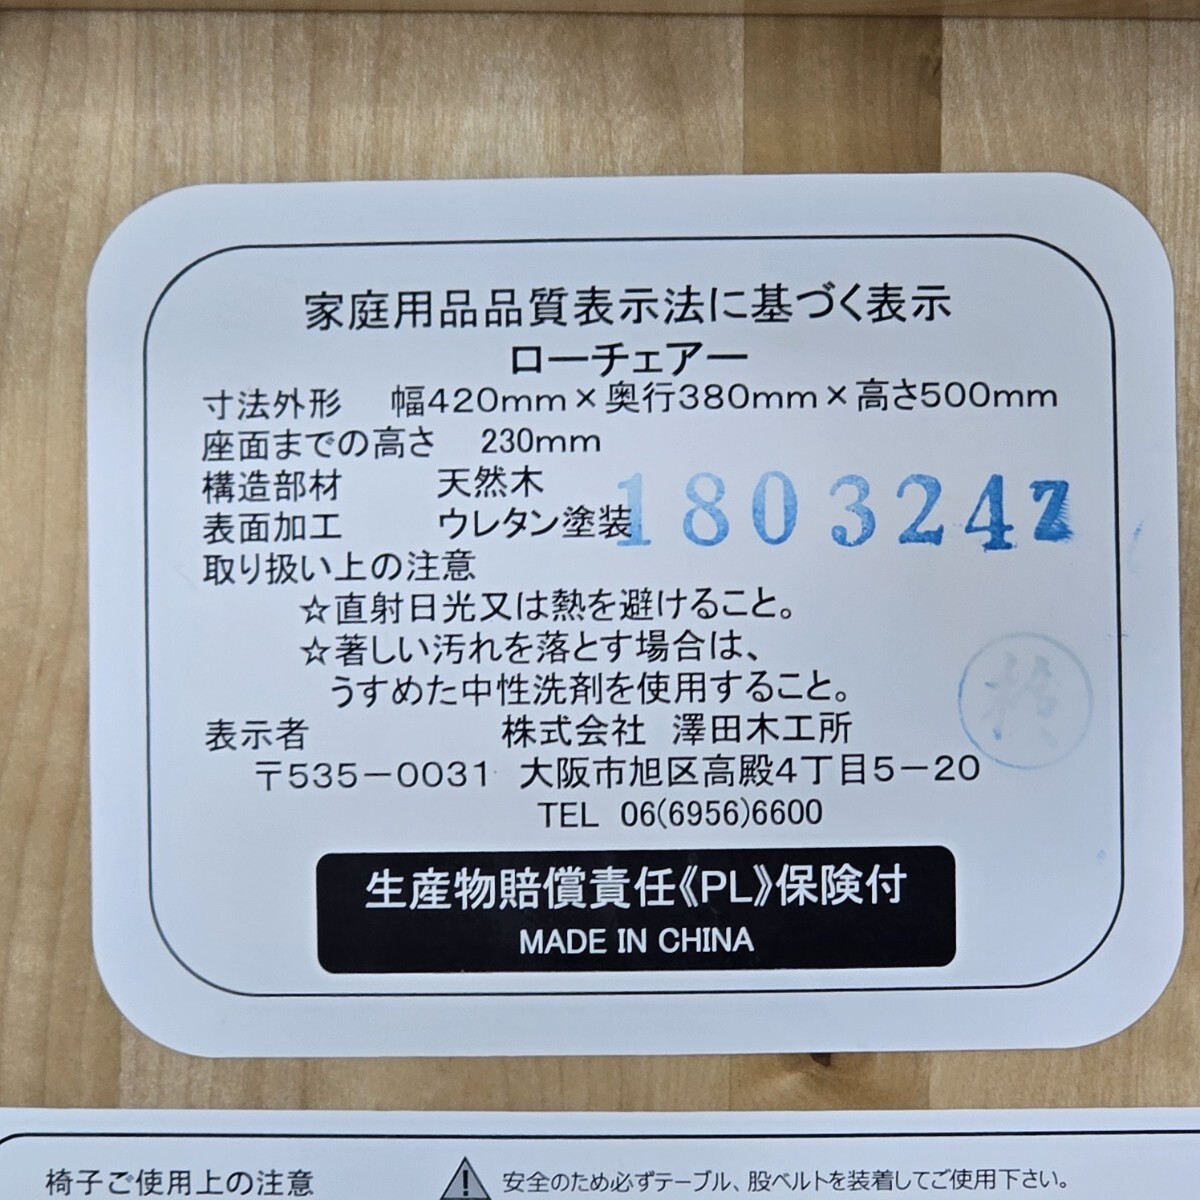 家庭用品品質表示法に基づく表示
ローチェアー
寸法外形 幅420mm×奥行380mm×高さ500mm
座面までの高さ 230mm
構造部材 天然木
表面加工 ウレタン塗装
180324Z
取り扱い上の注意
☆直射日光又は熱を避けること。
☆著しい汚れを落とす場合は、
うすめた中性洗剤を使用すること。
表示者 株式会社 澤田木工所
〒535-0031 大阪市旭区高殿4丁目5-20
TEL 06(6956)6600
生産物賠償責任《PL》保険付
MADE IN CHINA
椅子ご使用上の注意 安全のため必ずテーブル、股ベルトを装着してご使用下さい。